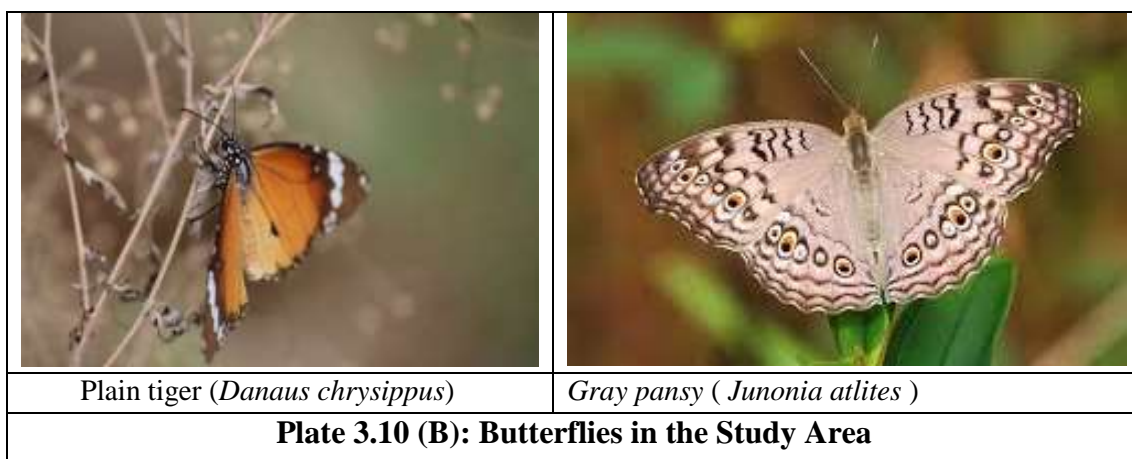 Plain tiger (Danaus chrysippus)
Gray pansy ( Junonia atlites )
Plate 3.10 (B): Butterflies in the Study Area